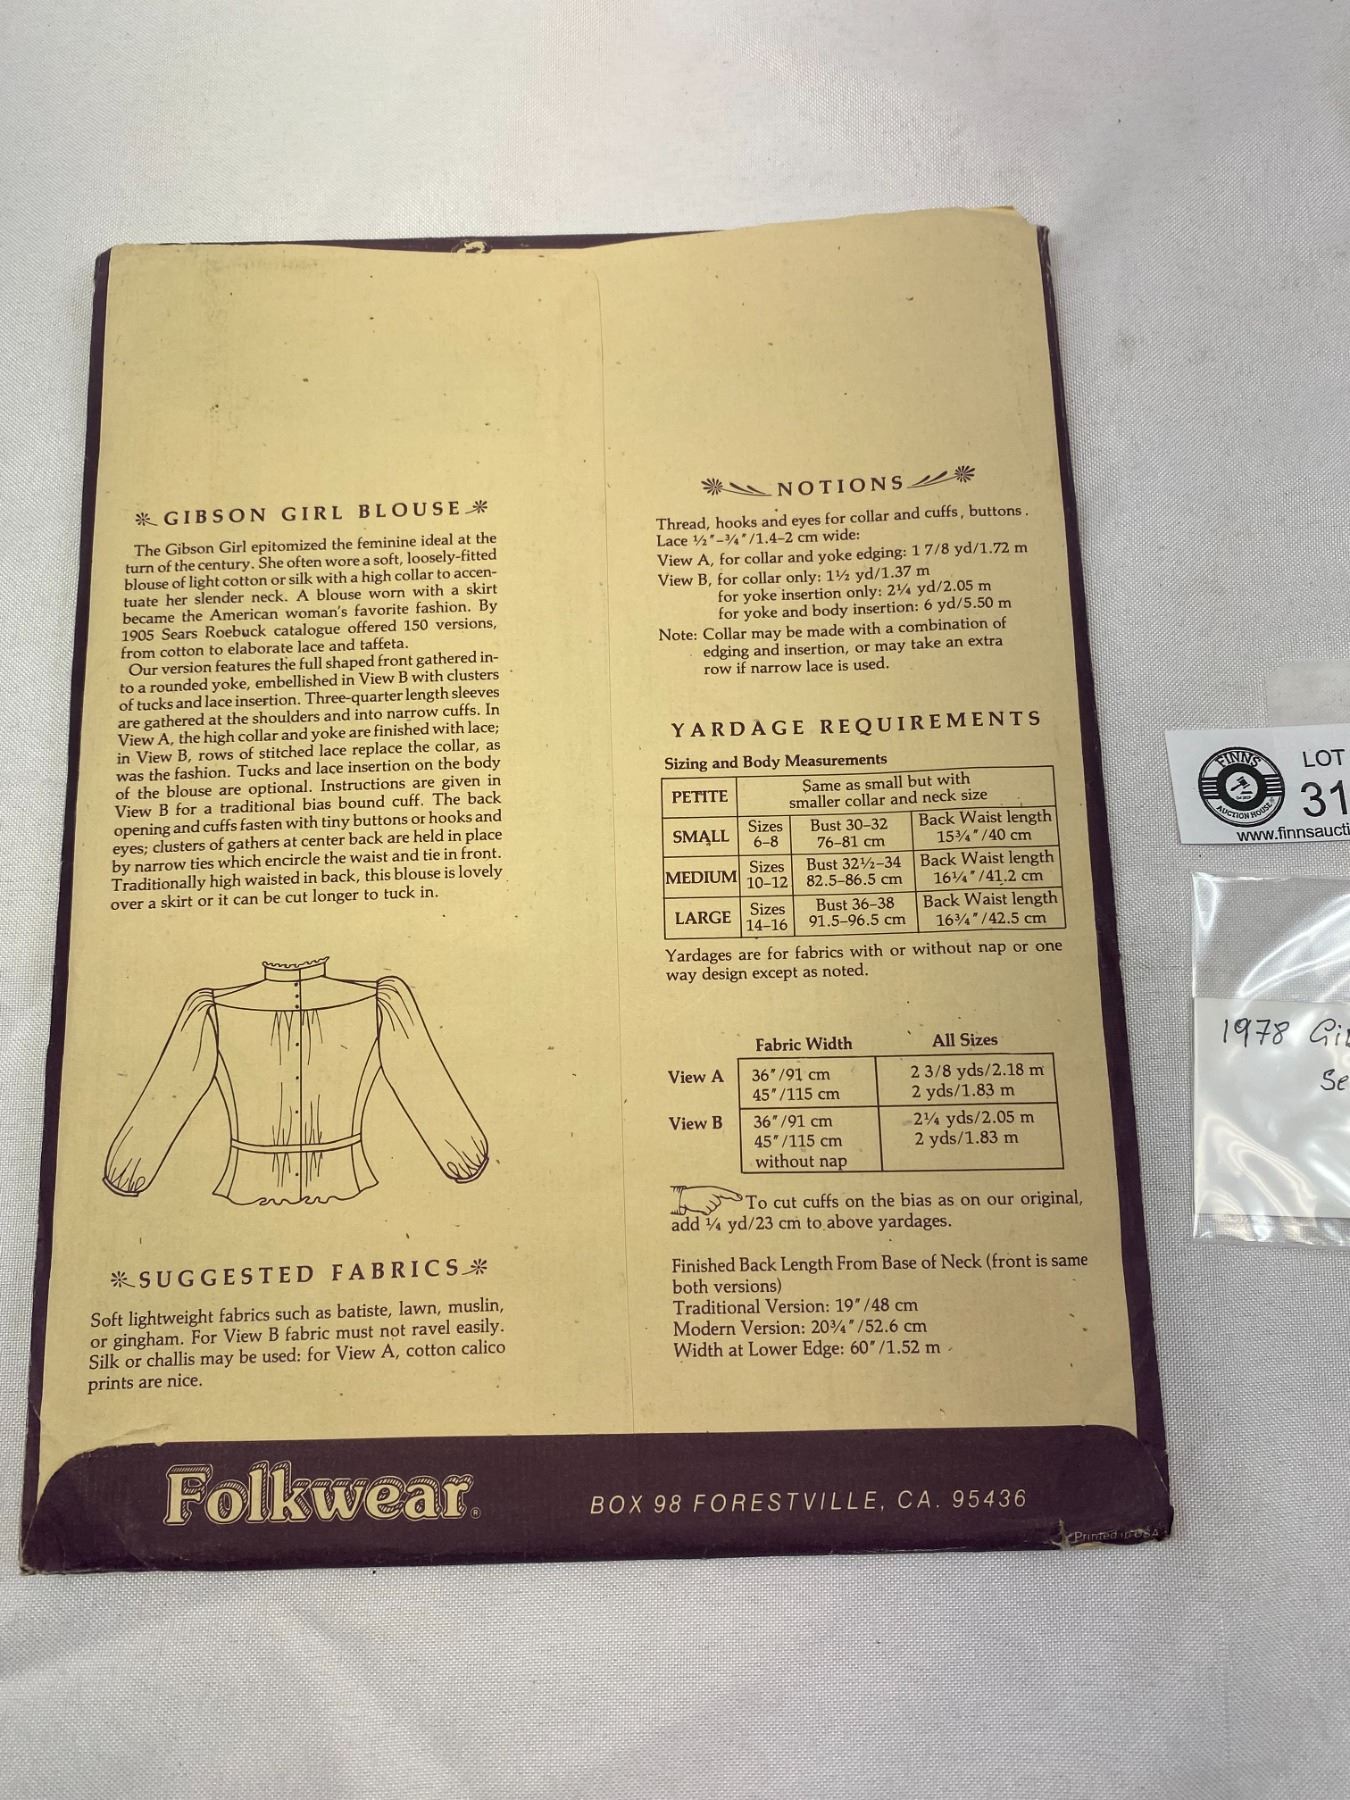 GIBSON GIRL BLOUSE
The Gibson Girl epitomized the feminine ideal at the
turn of the century. She often wore a soft, loosely-fitted
blouse of light cotton or silk with a high collar to accen-
tuate her slender neck. A blouse worn with a skirt
became the American woman's favorite fashion. By
1905 Sears Roebuck catalogue offered 150 versions,
from cotton to elaborate lace and taffeta.
Our version features the full shaped front gathered in-
to a rounded yoke, embellished in View B with clusters
of tucks and lace insertion. Three-quarter length sleeves
are gathered at the shoulders and into narrow cuffs. In
View A, the high collar and yoke are finished with lace;
in View B, rows of stitched lace replace the collar, as
was the fashion. Tucks and lace insertion on the body
of the blouse are optional. Instructions are given in
View B for a traditional bias bound cuff. The back
opening and cuffs fasten with tiny buttons or hooks and
eyes; clusters of gathers at center back are held in place
by narrow ties which encircle the waist and tie in front.
Traditionally high waisted in back, this blouse is lovely
over a skirt or it can be cut longer to tuck in.
SUGGESTED FABRICS
Soft lightweight fabrics such as batiste, lawn, muslin,
or gingham. For View B fabric must not ravel easily.
Silk or challis may be used: for View A, cotton calico
prints are nice.
NOTIONS
Thread, hooks and eyes for collar and cuffs, buttons.
Lace ½"–¾"/1.4–2 cm wide:
View A, for collar and yoke edging: 1 7/8 yd/1.72 m
View B, for collar only: 1½ yd/1.37 m
for yoke insertion only: 2¼ yd/2.05 m
for yoke and body insertion: 6 yd/5.50 m
Note: Collar may be made with a combination of
edging and insertion, or may take an extra
row if narrow lace is used.
YARDAGE REQUIREMENTS
Sizing and Body Measurements
PETITE Same as small but with
smaller collar and neck size
SMALL Sizes 6–8 Bust 30–32 76–81 cm Back Waist length 15¾"/40 cm
MEDIUM Sizes 10–12 Bust 32½–34 82.5–86.5 cm Back Waist length 16¼"/41.2 cm
LARGE Sizes 14–16 Bust 36–38 91.5–96.5 cm Back Waist length 16¾"/42.5 cm
Yardages are for fabrics with or without nap or one
way design except as noted.
Fabric Width All Sizes
View A 36"/91 cm 2 3/8 yds/2.18 m
45"/115 cm 2 yds/1.83 m
View B 36"/91 cm 2¼ yds/2.05 m
45"/115 cm 2 yds/1.83 m
without nap
To cut cuffs on the bias as on our original,
add ¼ yd/23 cm to above yardages.
Finished Back Length From Base of Neck (front is same
both versions)
Traditional Version: 19"/48 cm
Modern Version: 20¾"/52.6 cm
Width at Lower Edge: 60"/1.52 m
Folkwear®
BOX 98 FORESTVILLE, CA. 95436
Printed in USA
FINNS
AUCTION HOUSE
LOT
31
www.finnsaucti
1978 Gi
Se